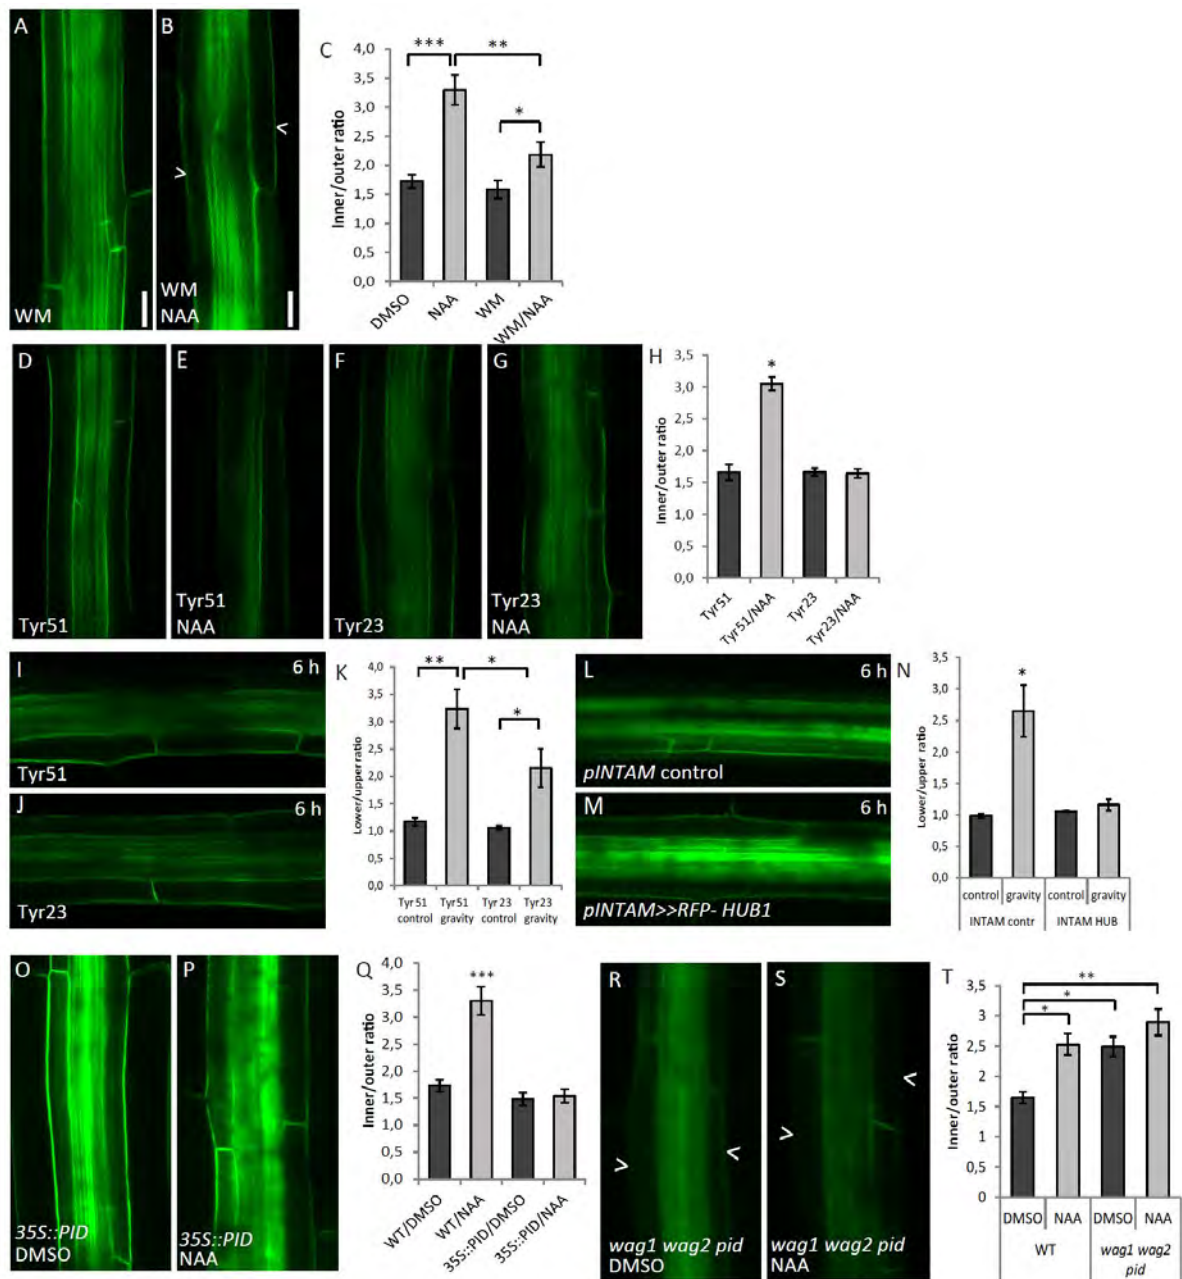 A
WM
B
WM
NAA
C
Inner/outer ratio
4,0
3,5
3,0
2,5
2,0
1,5
1,0
0,5
0,0
***
**
*
DMSO
NAA
WM
WM/NAA
D
Tyr51
E
Tyr51
NAA
F
Tyr23
G
Tyr23
NAA
H
Inner/outer ratio
3,5
3,0
2,5
2,0
1,5
1,0
0,5
0,0
*
Tyr51
Tyr51/NAA
Tyr23
Tyr23/NAA
I
6 h
Tyr51
J
6 h
Tyr23
K
Lower/upper ratio
4,0
3,5
3,0
2,5
2,0
1,5
1,0
0,5
0,0
**
*
*
Tyr51 Tyr51 Tyr23 Tyr23
control gravity control gravity
L
6 h
pINTAM control
M
6 h
pINTAM>>RFP- HUB1
N
Lower/upper ratio
3,5
3,0
2,5
2,0
1,5
1,0
0,5
0,0
*
control gravity control gravity
INTAM contr INTAM HUB
O
35S::PID
DMSO
P
35S::PID
NAA
Q
Inner/outer ratio
4,0
3,5
3,0
2,5
2,0
1,5
1,0
0,5
0,0
***
WT/DMSO
WT/NAA
35S::PID/DMSO
35S::PID/NAA
R
wag1 wag2 pid
DMSO
S
wag1 wag2 pid
NAA
T
Inner/outer ratio
3,5
3
2,5
2
1,5
1
0,5
0
**
*
*
DMSO NAA DMSO NAA
WT wag1 wag2
pid